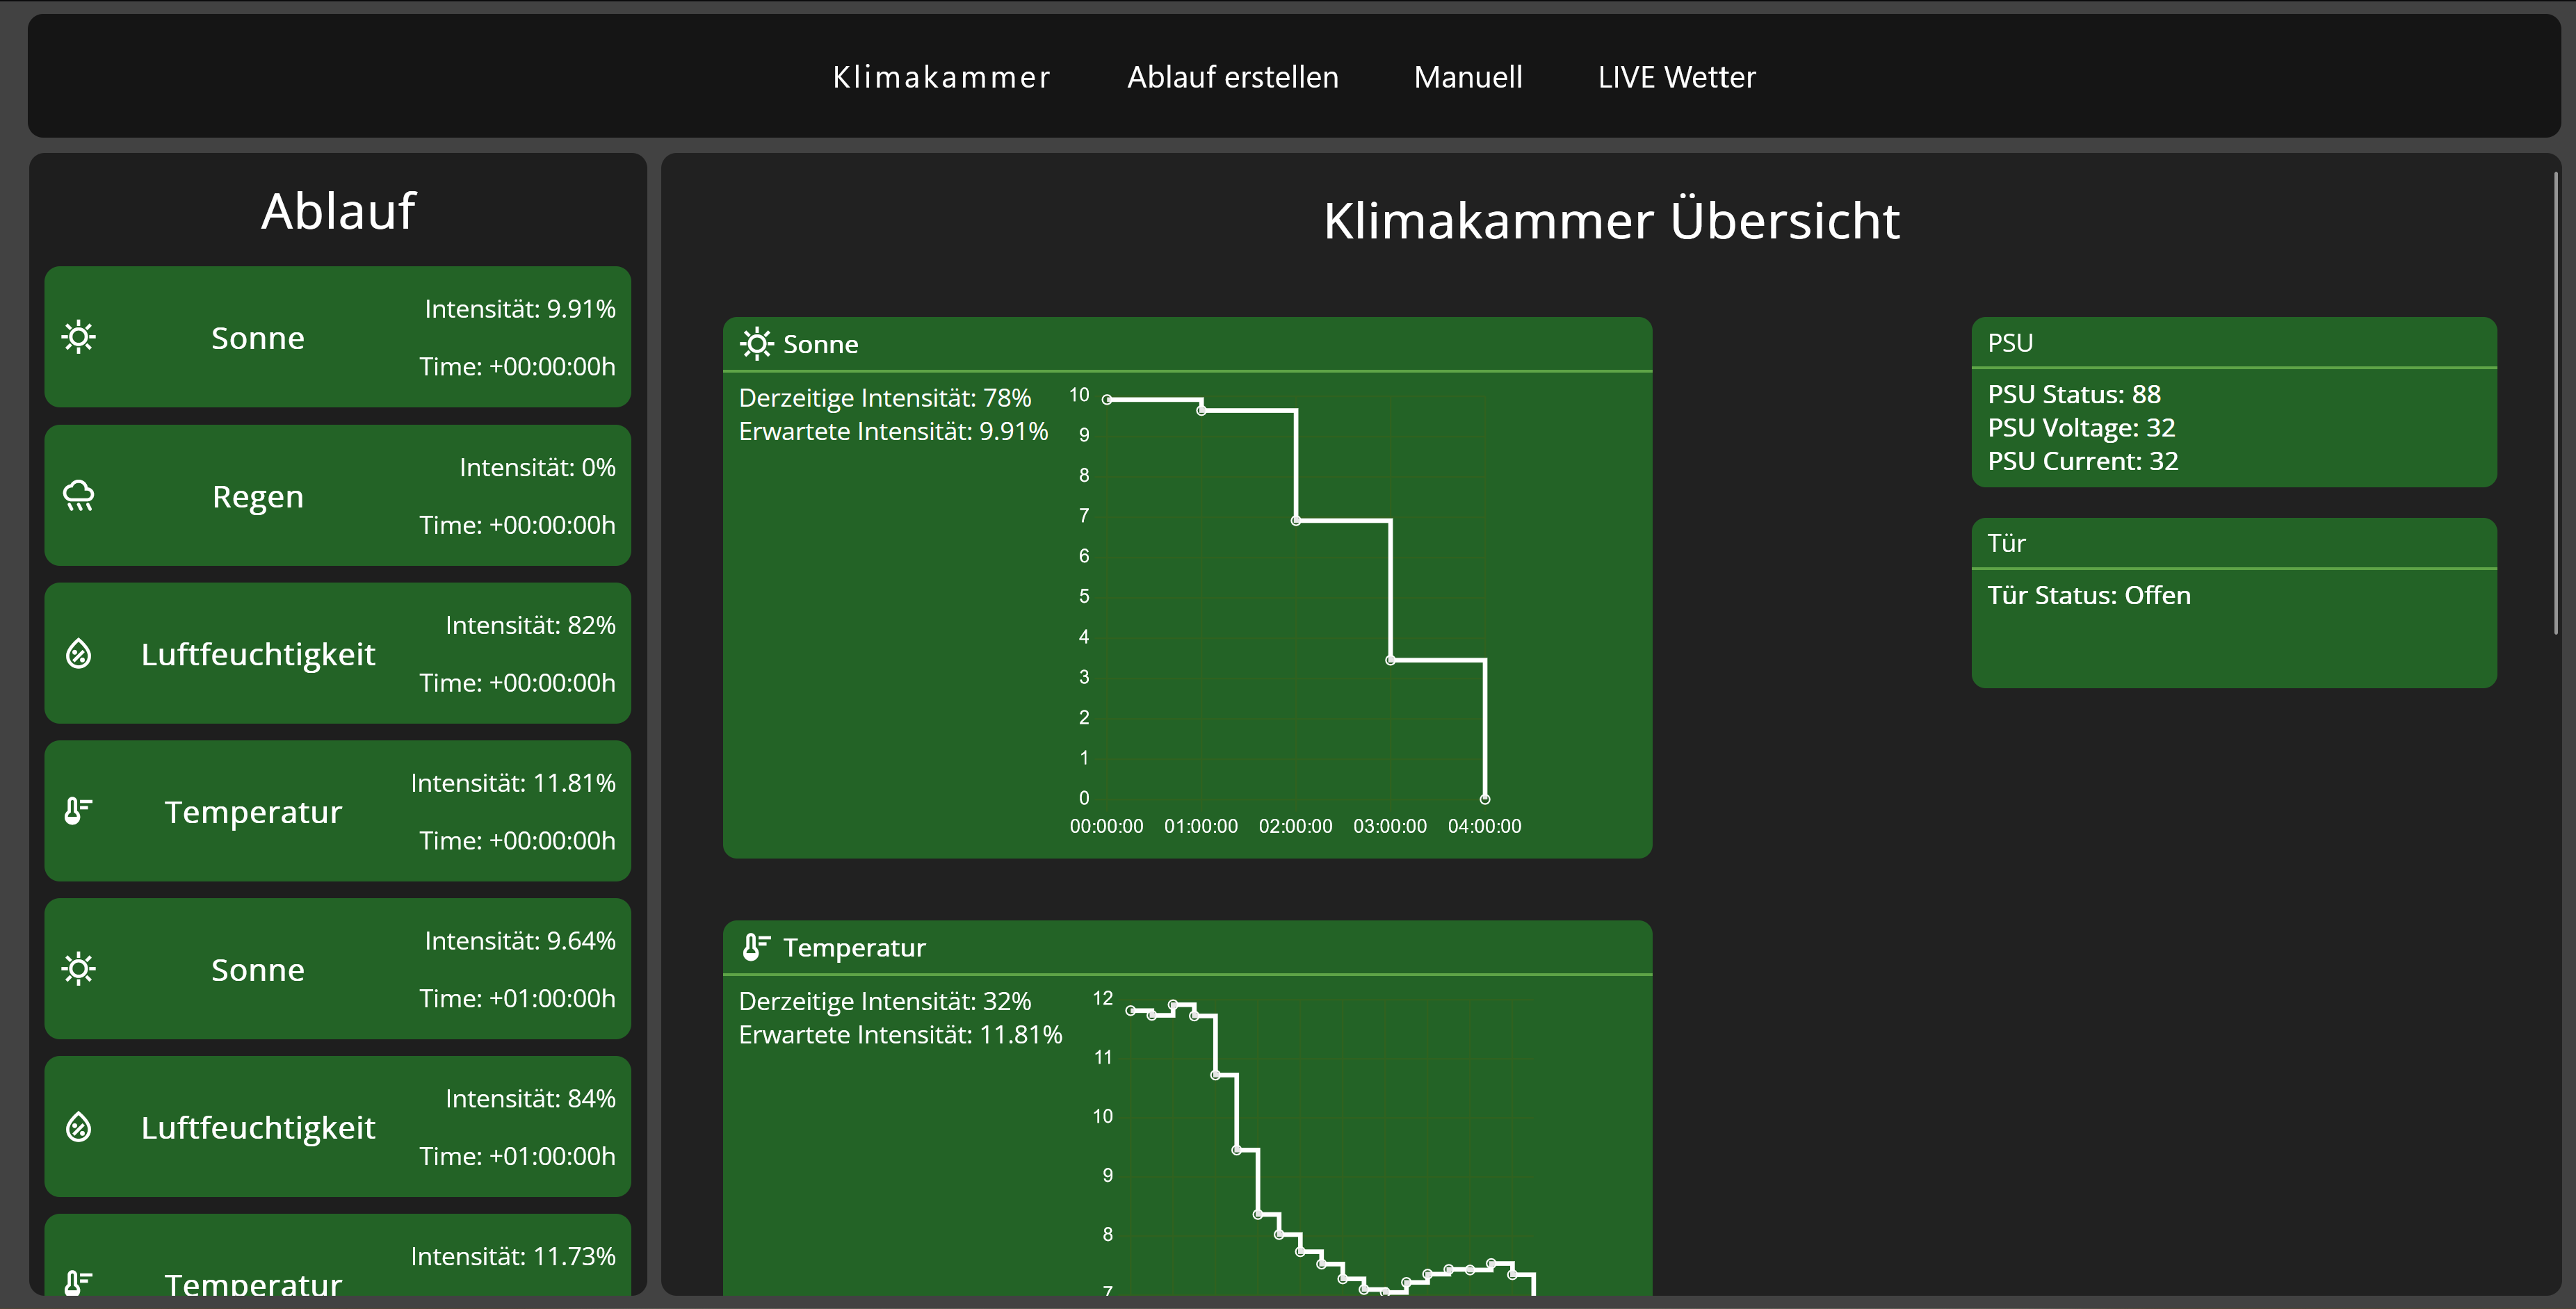 Klimakammer
Ablauf erstellen
Manuell
LIVE Wetter
Ablauf
Sonne
Intensität: 9.91%
Time: +00:00:00h
Regen
Intensität: 0%
Time: +00:00:00h
Luftfeuchtigkeit
Intensität: 82%
Time: +00:00:00h
Temperatur
Intensität: 11.81%
Time: +00:00:00h
Sonne
Intensität: 9.64%
Time: +01:00:00h
Luftfeuchtigkeit
Intensität: 84%
Time: +01:00:00h
Temperatur
Intensität: 11.73%
Klimakammer Übersicht
Sonne
Derzeitige Intensität: 78%
Erwartete Intensität: 9.91%
10
9
8
7
6
5
4
3
2
1
0
00:00:00 01:00:00 02:00:00 03:00:00 04:00:00
Temperatur
Derzeitige Intensität: 32%
Erwartete Intensität: 11.81%
12
11
10
9
8
7
PSU
PSU Status: 88
PSU Voltage: 32
PSU Current: 32
Tür
Tür Status: Offen